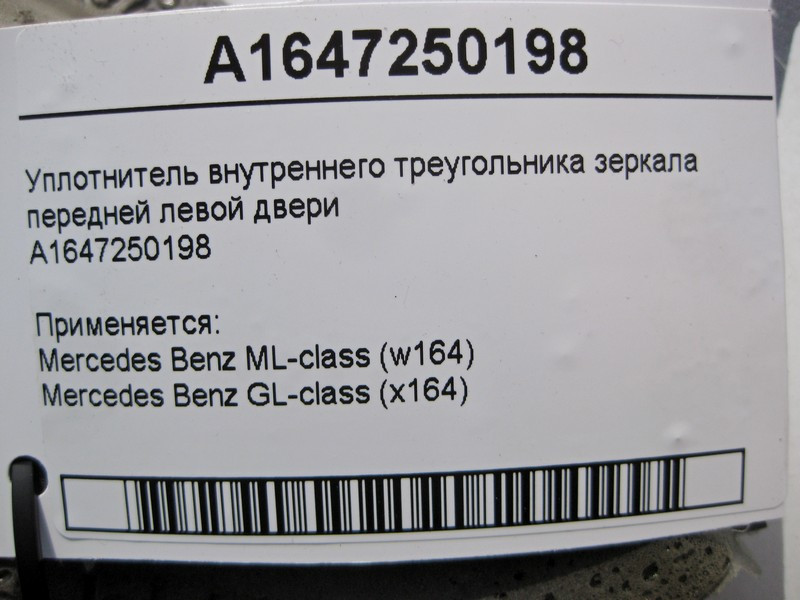 A1647250198
Уплотнитель внутреннего треугольника зеркала
передней левой двери
A1647250198
Применяется:
Mercedes Benz ML-class (w164)
Mercedes Benz GL-class (x164)